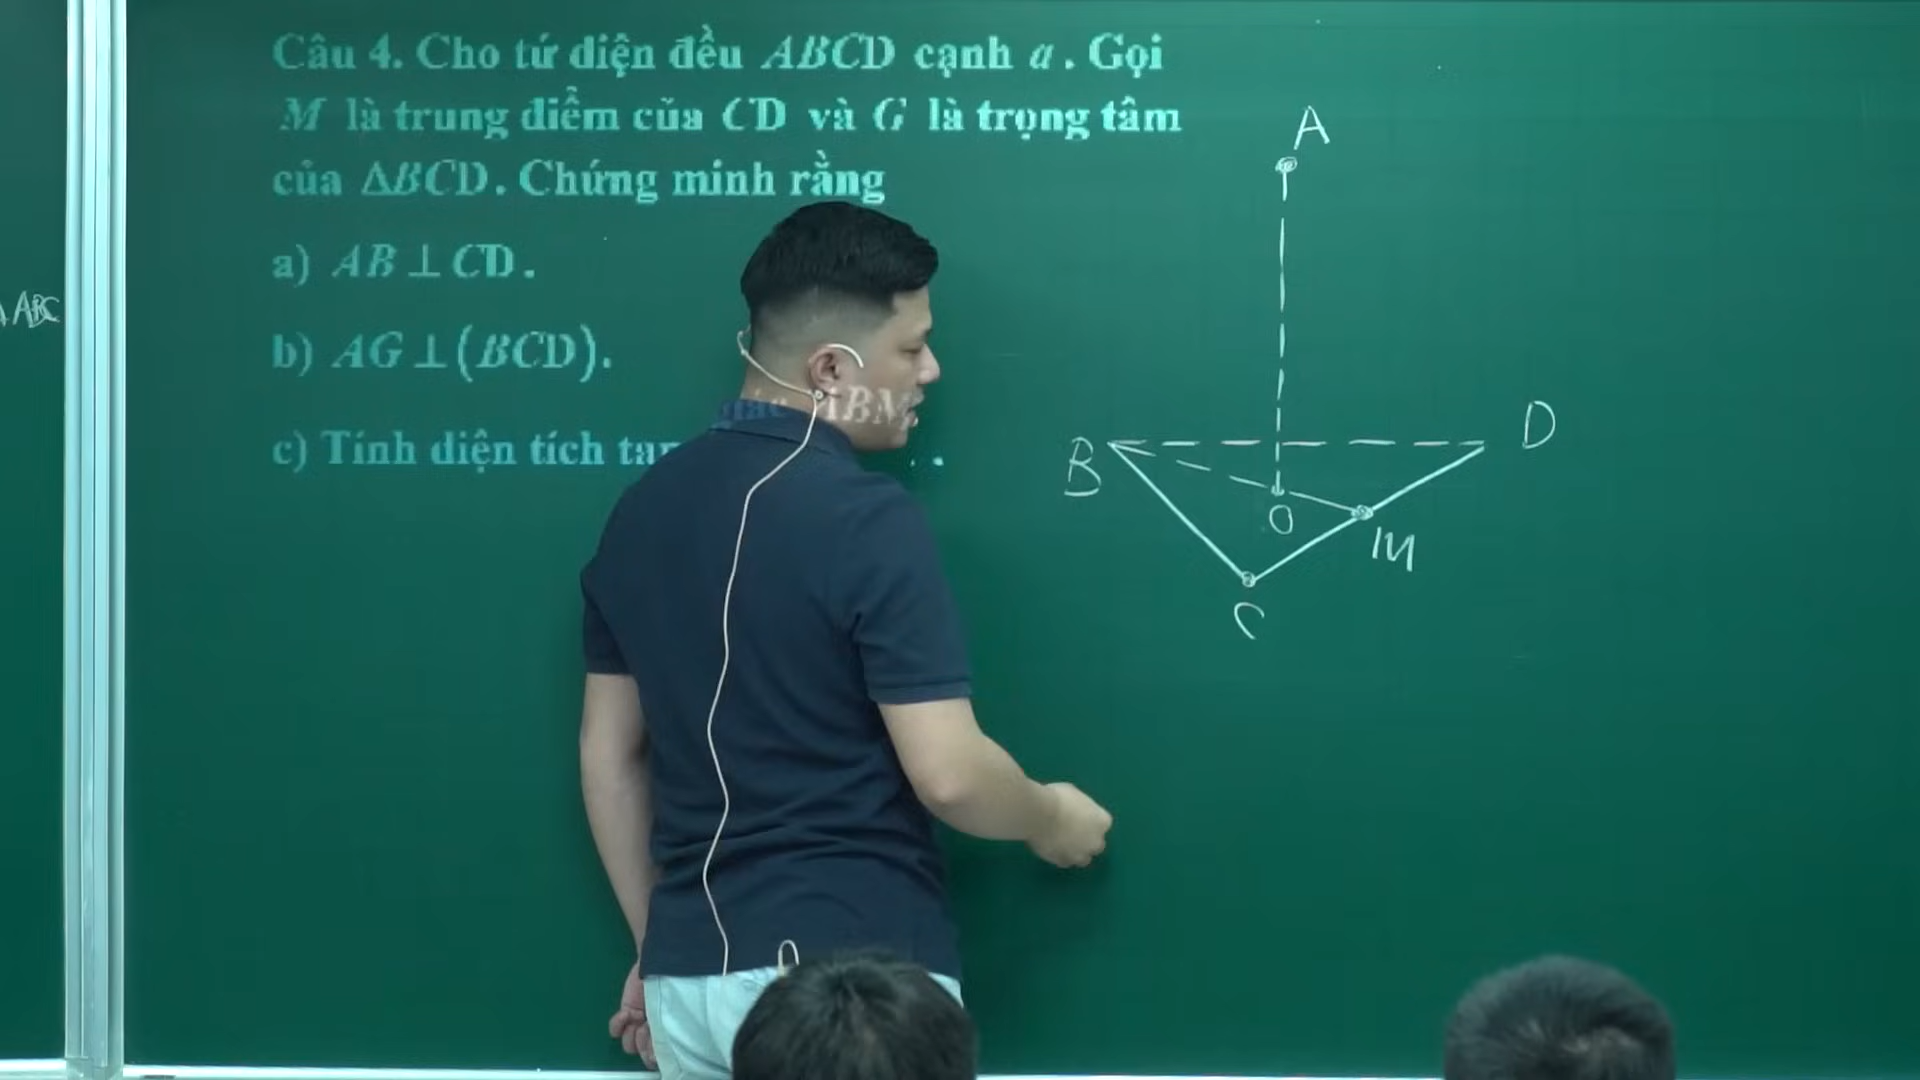 Câu 4. Cho tứ diện đều ABCD cạnh a. Gọi
M là trung điểm của CD và G là trọng tâm
của ΔBCD. Chứng minh rằng
a) AB ⊥ CD.
b) AG ⊥ (BCD).
c) Tính diện tích ABM
ABC
A
B
D
O
M
C